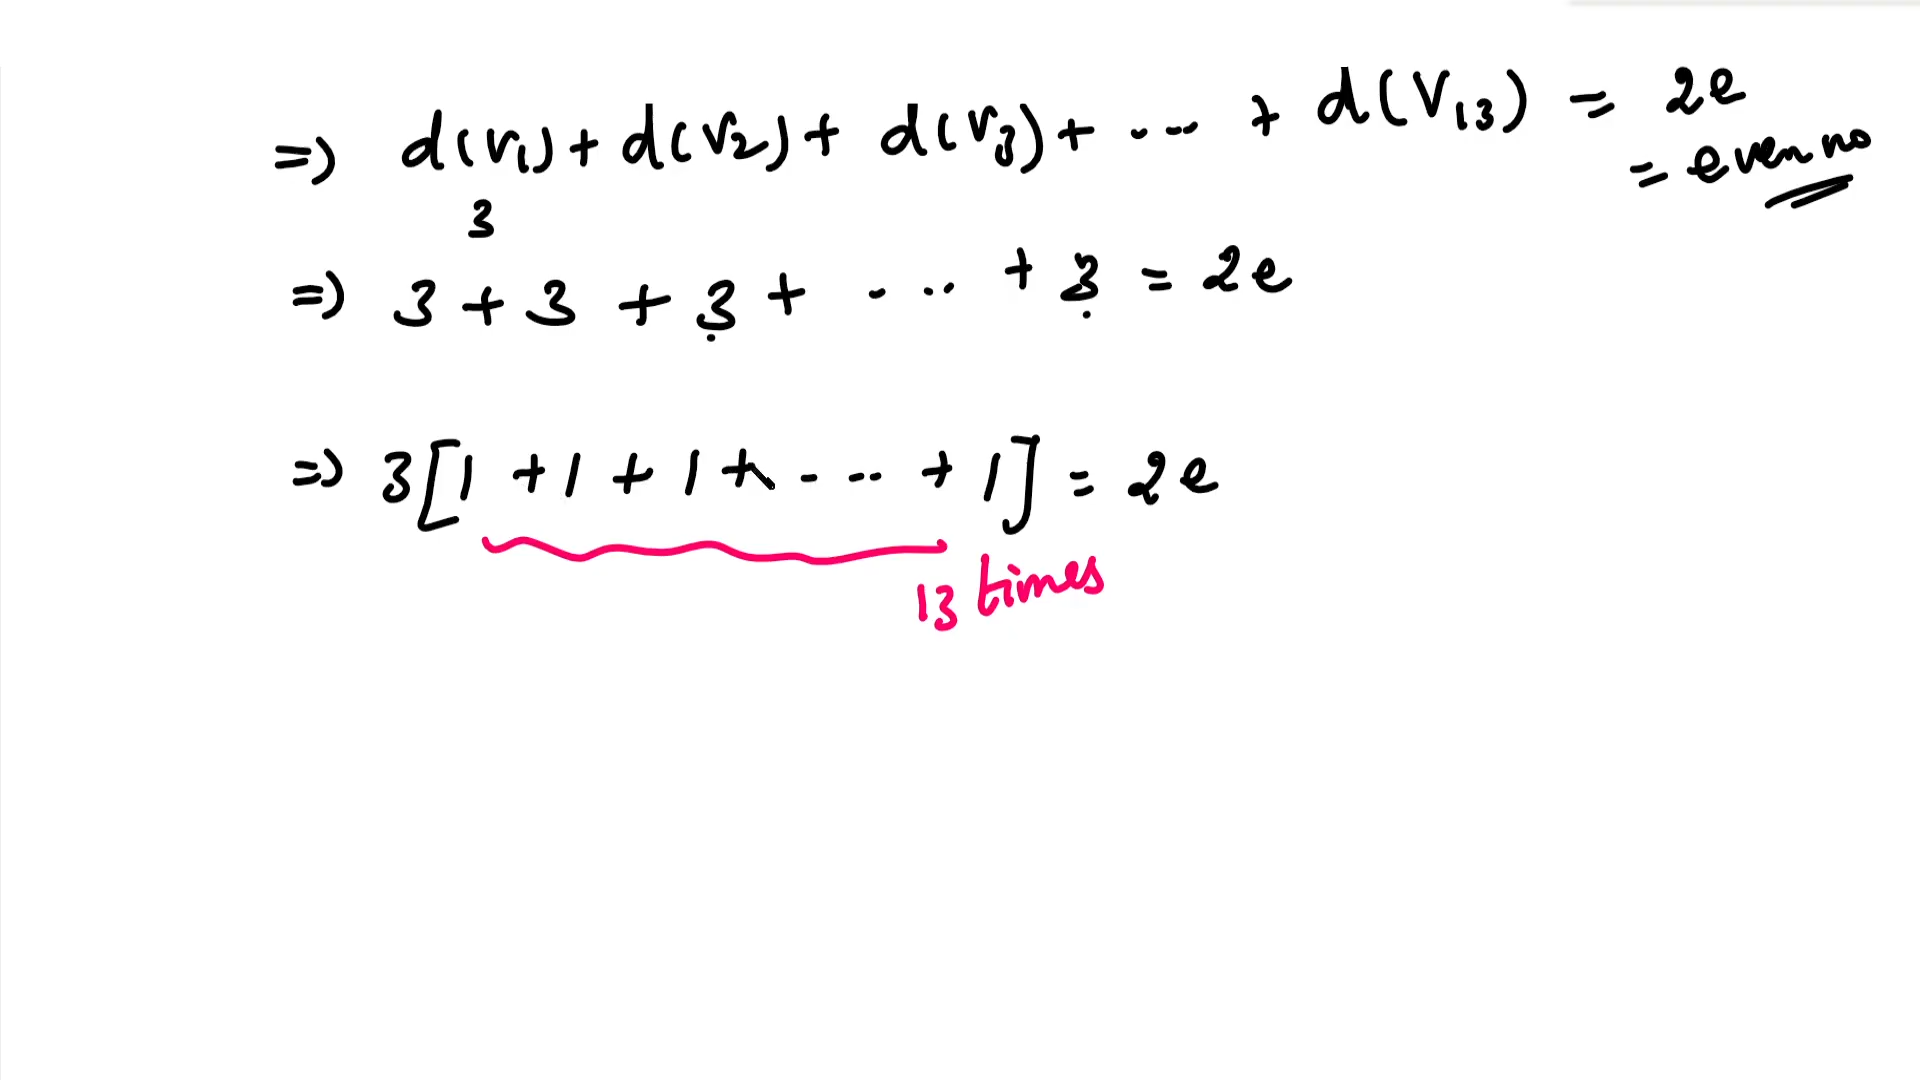 => d(v₁) + d(v₂) + d(v₃) + ----- + d(v₁₃) = 2e
= even no
3
=> 3 + 3 + 3 + ---- + 3 = 2e
=> 3[1 + 1 + 1 + ---- + 1] = 2e
13 times